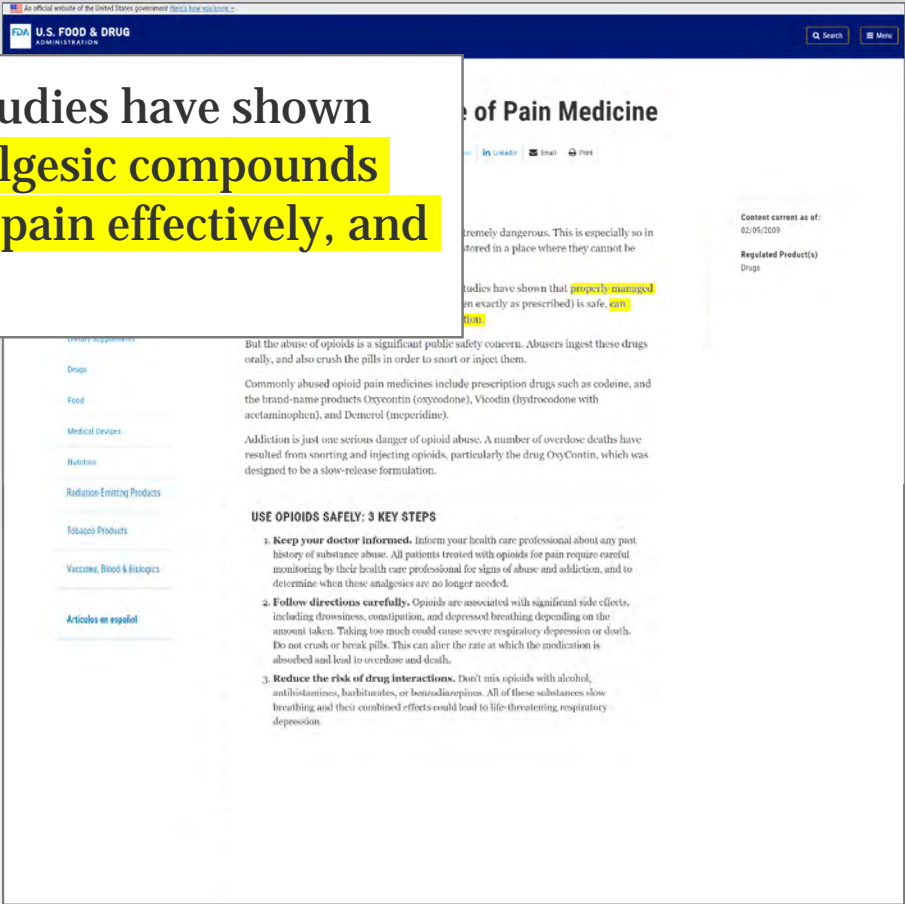 An official website of the United States government Here's how you know
FDA U.S. FOOD & DRUG
ADMINISTRATION
Search
Menu
udies have shown
lgesic compounds
pain effectively, and
of Pain Medicine
in Linkedin Email Print
tremely dangerous. This is especially so in
stored in a place where they cannot be
tudies have shown that properly managed
en exactly as prescribed) is safe, can
tion.
Content current as of:
02/09/2009
Regulated Product(s)
Drugs
Dietary Supplements
Drugs
Food
Medical Devices
Nutrition
Radiation-Emitting Products
Tobacco Products
Vaccines, Blood & Biologics
Articulos en español
But the abuse of opioids is a significant public safety concern. Abusers ingest these drugs
orally, and also crush the pills in order to snort or inject them.
Commonly abused opioid pain medicines include prescription drugs such as codeine, and
the brand-name products Oxycontin (oxycodone), Vicodin (hydrocodone with
acetaminophen), and Demerol (meperidine).
Addiction is just one serious danger of opioid abuse. A number of overdose deaths have
resulted from snorting and injecting opioids, particularly the drug OxyContin, which was
designed to be a slow-release formulation.
USE OPIOIDS SAFELY: 3 KEY STEPS
1. Keep your doctor informed. Inform your health care professional about any past
history of substance abuse. All patients treated with opioids for pain require careful
monitoring by their health care professional for signs of abuse and addiction, and to
determine when these analgesics are no longer needed.
2. Follow directions carefully. Opioids are associated with significant side effects,
including drowsiness, constipation, and depressed breathing depending on the
amount taken. Taking too much could cause severe respiratory depression or death.
Do not crush or break pills. This can alter the rate at which the medication is
absorbed and lead to overdose and death.
3. Reduce the risk of drug interactions. Don't mix opioids with alcohol,
antihistamines, barbiturates, or benzodiazepines. All of these substances slow
breathing and their combined effects could lead to life-threatening respiratory
depression.